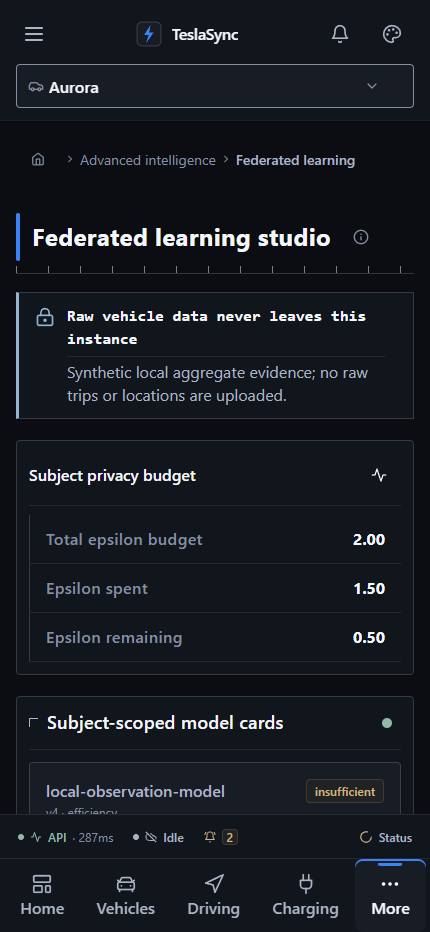 TeslaSync
Aurora
Advanced intelligence
Federated learning
Federated learning studio
Raw vehicle data never leaves this
instance
Synthetic local aggregate evidence; no raw
trips or locations are uploaded.
Subject privacy budget
Total epsilon budget 2.00
Epsilon spent 1.50
Epsilon remaining 0.50
Subject-scoped model cards
local-observation-model insufficient
v4 · efficiency
API · 287ms Idle 2 Status
Home Vehicles Driving Charging More